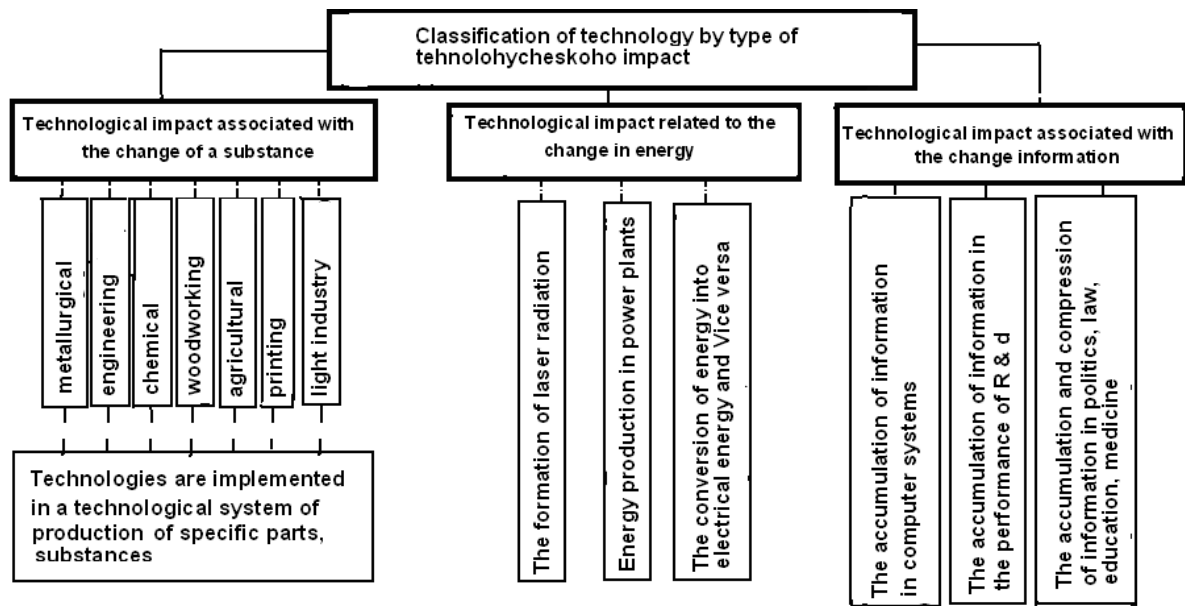 Classification of technology by type of
tehnolohycheskoho impact
Technological impact associated with
the change of a substance
Technological impact related to the
change in energy
Technological impact associated with
the change information
metallurgical
engineering
chemical
woodworking
agricultural
printing
light industry
The formation of laser radiation
Energy production in power plants
The conversion of energy into
electrical energy and Vice versa
The accumulation of information
in computer systems
The accumulation of information in
the performance of R & d
The accumulation and compression
of information in politics, law,
education, medicine
Technologies are implemented
in a technological system of
production of specific parts,
substances